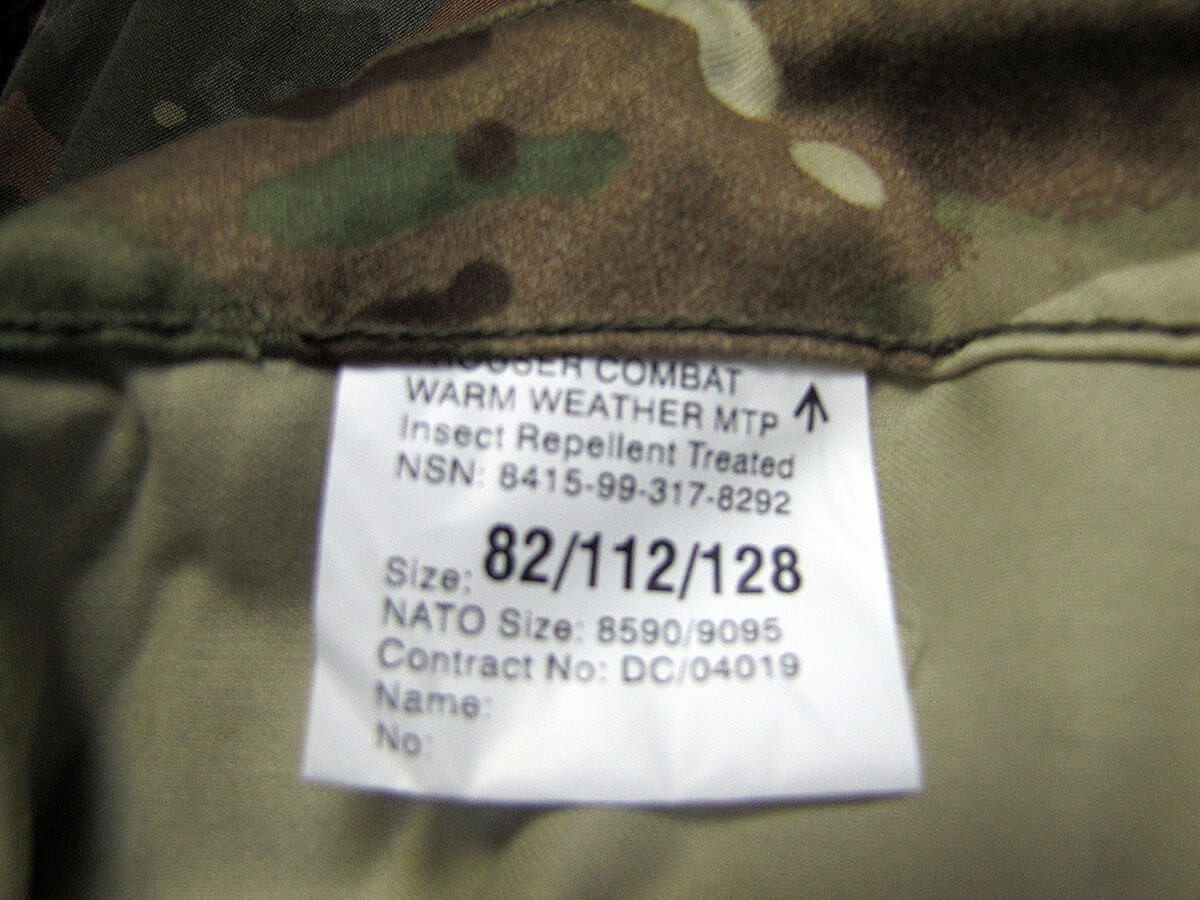 TROUSER COMBAT
WARM WEATHER MTP
Insect Repellent Treated
NSN: 8415-99-317-8292
Size: 82/112/128
NATO Size: 8590/9095
Contract No: DC/04019
Name:
No: